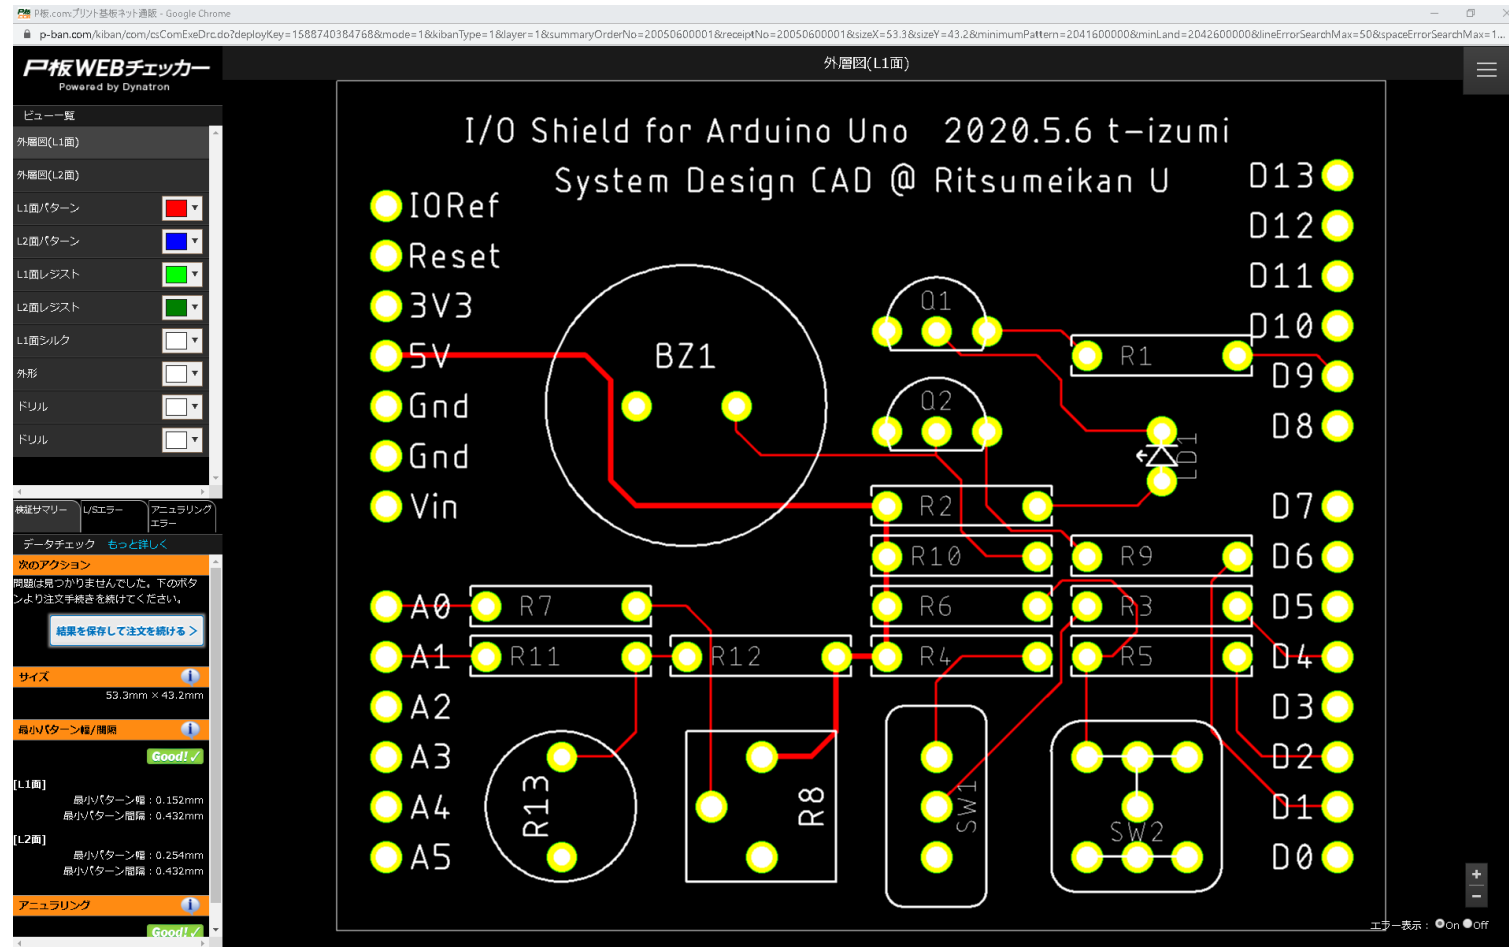 P板.com:プリント基板ネット通販 - Google Chrome
p-ban.com/kiban/com/csComExeDrc.do?deployKey=1588740384768&mode=1&kibanType=1&layer=1&summaryOrderNo=20050600001&receiptNo=20050600001&sizeX=53.3&sizeY=43.2&minimumPattern=2041600000&minLand=2042600000&lineErrorSearchMax=50&spaceErrorSearchMax=1...
P板WEBチェッカー
Powered by Dynatron
外層図(L1面)
ビュー一覧
外層図(L1面)
外層図(L2面)
L1面パターン
L2面パターン
L1面レジスト
L2面レジスト
L1面シルク
外形
ドリル
ドリル
検証サマリー
L/Sエラー
アニュラリング
エラー
データチェック もっと詳しく
次のアクション
問題は見つかりませんでした。下のボタ
ンより注文手続きを続けてください。
結果を保存して注文を続ける >
サイズ
53.3mm×43.2mm
最小パターン幅/間隔
Good!✓
[L1面]
最小パターン幅:0.152mm
最小パターン間隔:0.432mm
[L2面]
最小パターン幅:0.254mm
最小パターン間隔:0.432mm
アニュラリング
Good!✓
I/O Shield for Arduino Uno 2020.5.6 t-izumi
System Design CAD @ Ritsumeikan U
IORef
Reset
3V3
5V
Gnd
Gnd
Vin
A0
A1
A2
A3
A4
A5
BZ1
Q1
Q2
R1
LD1
R2
R10
R9
R7
R6
R3
R11
R12
R4
R5
R13
R8
SW1
SW2
D13
D12
D11
D10
D9
D8
D7
D6
D5
D4
D3
D2
D1
D0
+
−
エラー表示: On Off